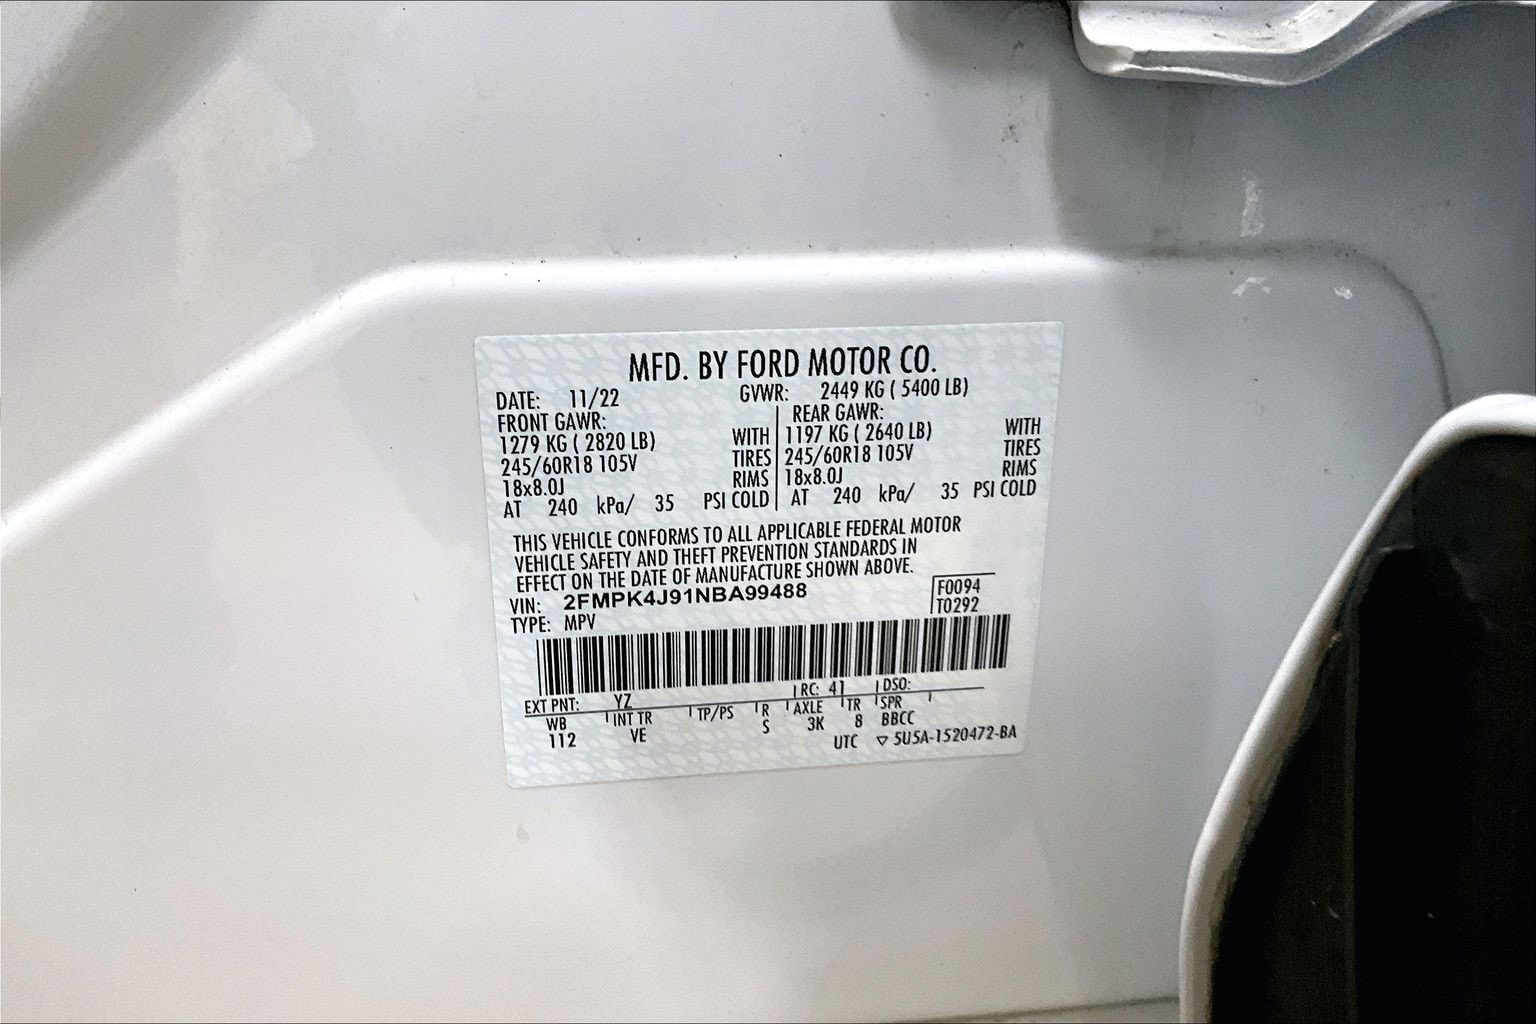 MFD. BY FORD MOTOR CO.
DATE: 11/22 GVWR: 2449 KG ( 5400 LB)
FRONT GAWR: REAR GAWR:
1279 KG ( 2820 LB) WITH 1197 KG ( 2640 LB) WITH
245/60R18 105V TIRES 245/60R18 105V TIRES
18x8.0J RIMS 18x8.0J RIMS
AT 240 kPa/ 35 PSI COLD AT 240 kPa/ 35 PSI COLD
THIS VEHICLE CONFORMS TO ALL APPLICABLE FEDERAL MOTOR
VEHICLE SAFETY AND THEFT PREVENTION STANDARDS IN
EFFECT ON THE DATE OF MANUFACTURE SHOWN ABOVE.
VIN: 2FMPK4J91NBA99488 F0094
TYPE: MPV T0292
EXT PNT: YZ RC: 41 DSO:
WB INT TR TP/PS R AXLE TR SPR
112 VE S 3K 8 BBCC
UTC ▽ 5U5A-1520472-BA